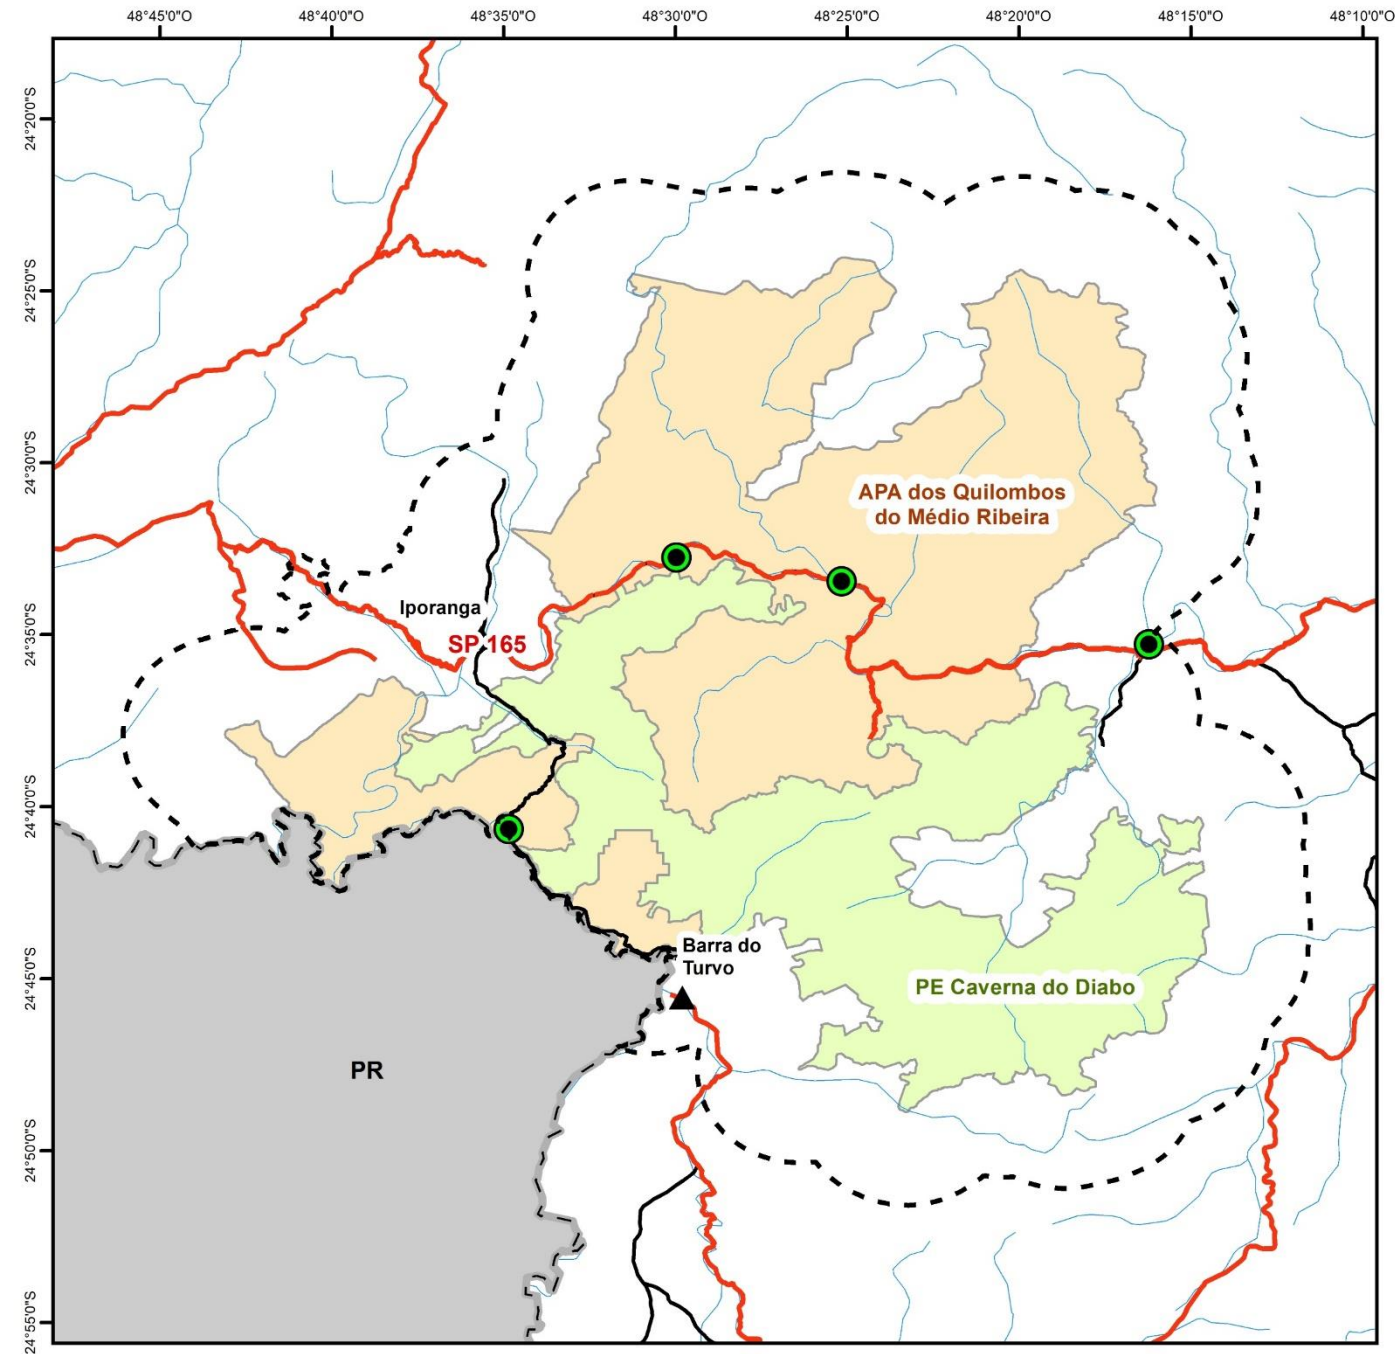 48°45'0"O
48°40'0"O
48°35'0"O
48°30'0"O
48°25'0"O
48°20'0"O
48°15'0"O
48°10'0"O
24°20'0"S
24°25'0"S
24°30'0"S
24°35'0"S
24°40'0"S
24°45'0"S
24°50'0"S
24°55'0"S
APA dos Quilombos
do Médio Ribeira
Iporanga
SP 165
Barra do
Turvo
PE Caverna do Diabo
PR